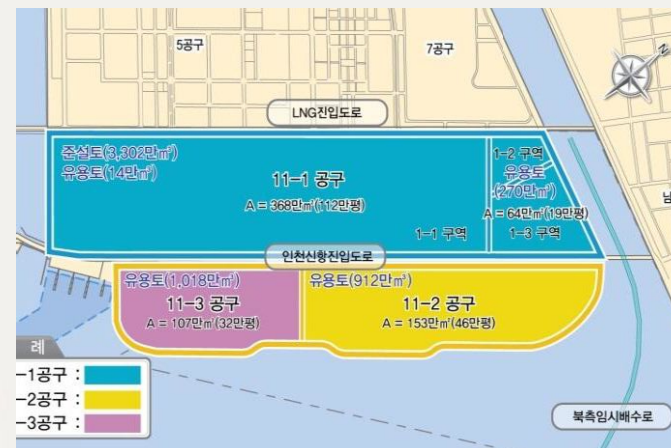 5공구
7공구
LNG진입도로
준설토(3,302만㎥)
유용토(14만㎥)
11-1 공구
A = 368만㎡(112만평)
1-1 구역
1-2 구역
유용토
(270만㎥)
A = 64만㎡(19만평)
1-3 구역
남
인천신항진입도로
유용토(1,018만㎥)
11-3 공구
A = 107만㎡(32만평)
유용토(912만㎥)
11-2 공구
A = 153만㎡(46만평)
례
-1공구 :
-2공구 :
-3공구 :
북측임시배수로